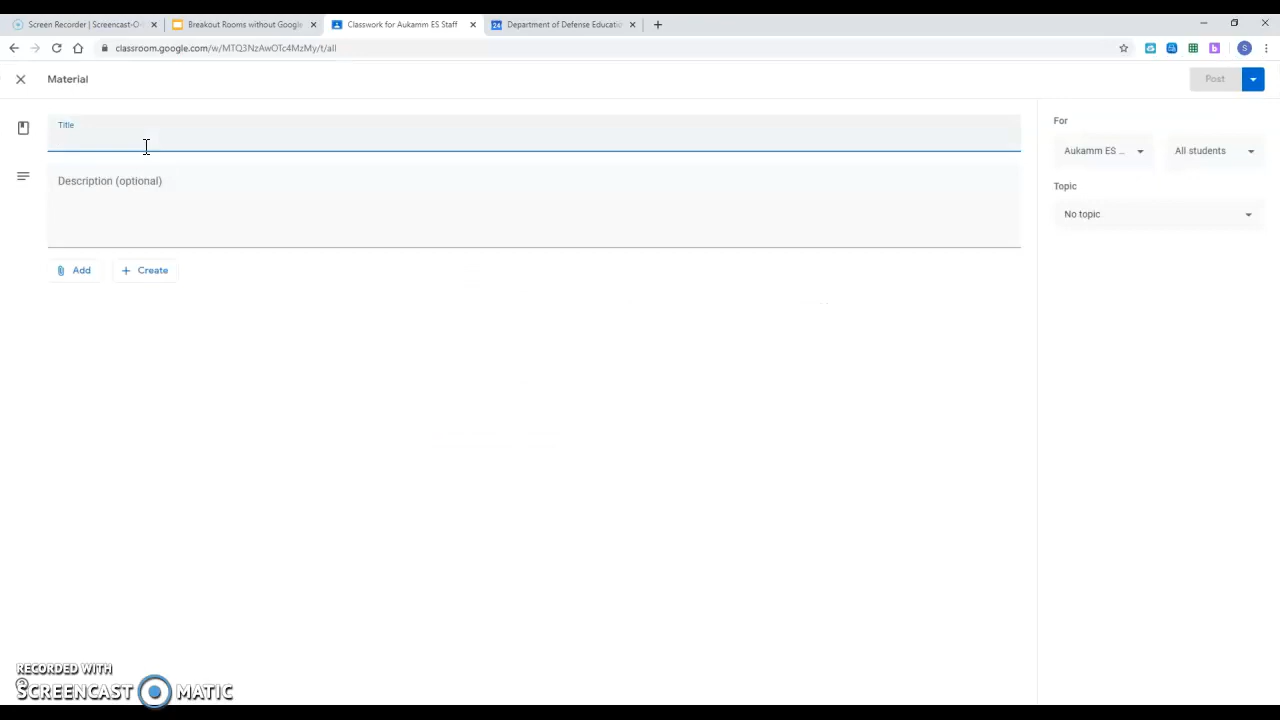 Screen Recorder | Screencast-O-
Breakout Rooms without Google
Classwork for Aukamm ES Staff
Department of Defense Educatio
classroom.google.com/w/MTQ3NzAwOTc4MzMy/t/all
S
Material
Post
Title
For
Aukamm ES ...
All students
Description (optional)
Topic
No topic
Add
Create
RECORDED WITH
SCREENCAST MATIC